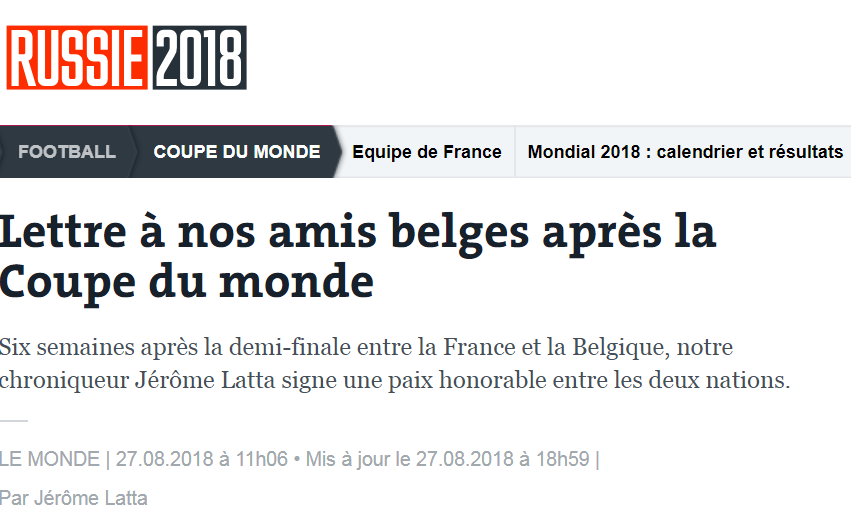 RUSSIE 2018
FOOTBALL COUPE DU MONDE Equipe de France Mondial 2018 : calendrier et résultats
Lettre à nos amis belges après la
Coupe du monde
Six semaines après la demi-finale entre la France et la Belgique, notre
chroniqueur Jérôme Latta signe une paix honorable entre les deux nations.
LE MONDE | 27.08.2018 à 11h06 • Mis à jour le 27.08.2018 à 18h59 |
Par Jérôme Latta